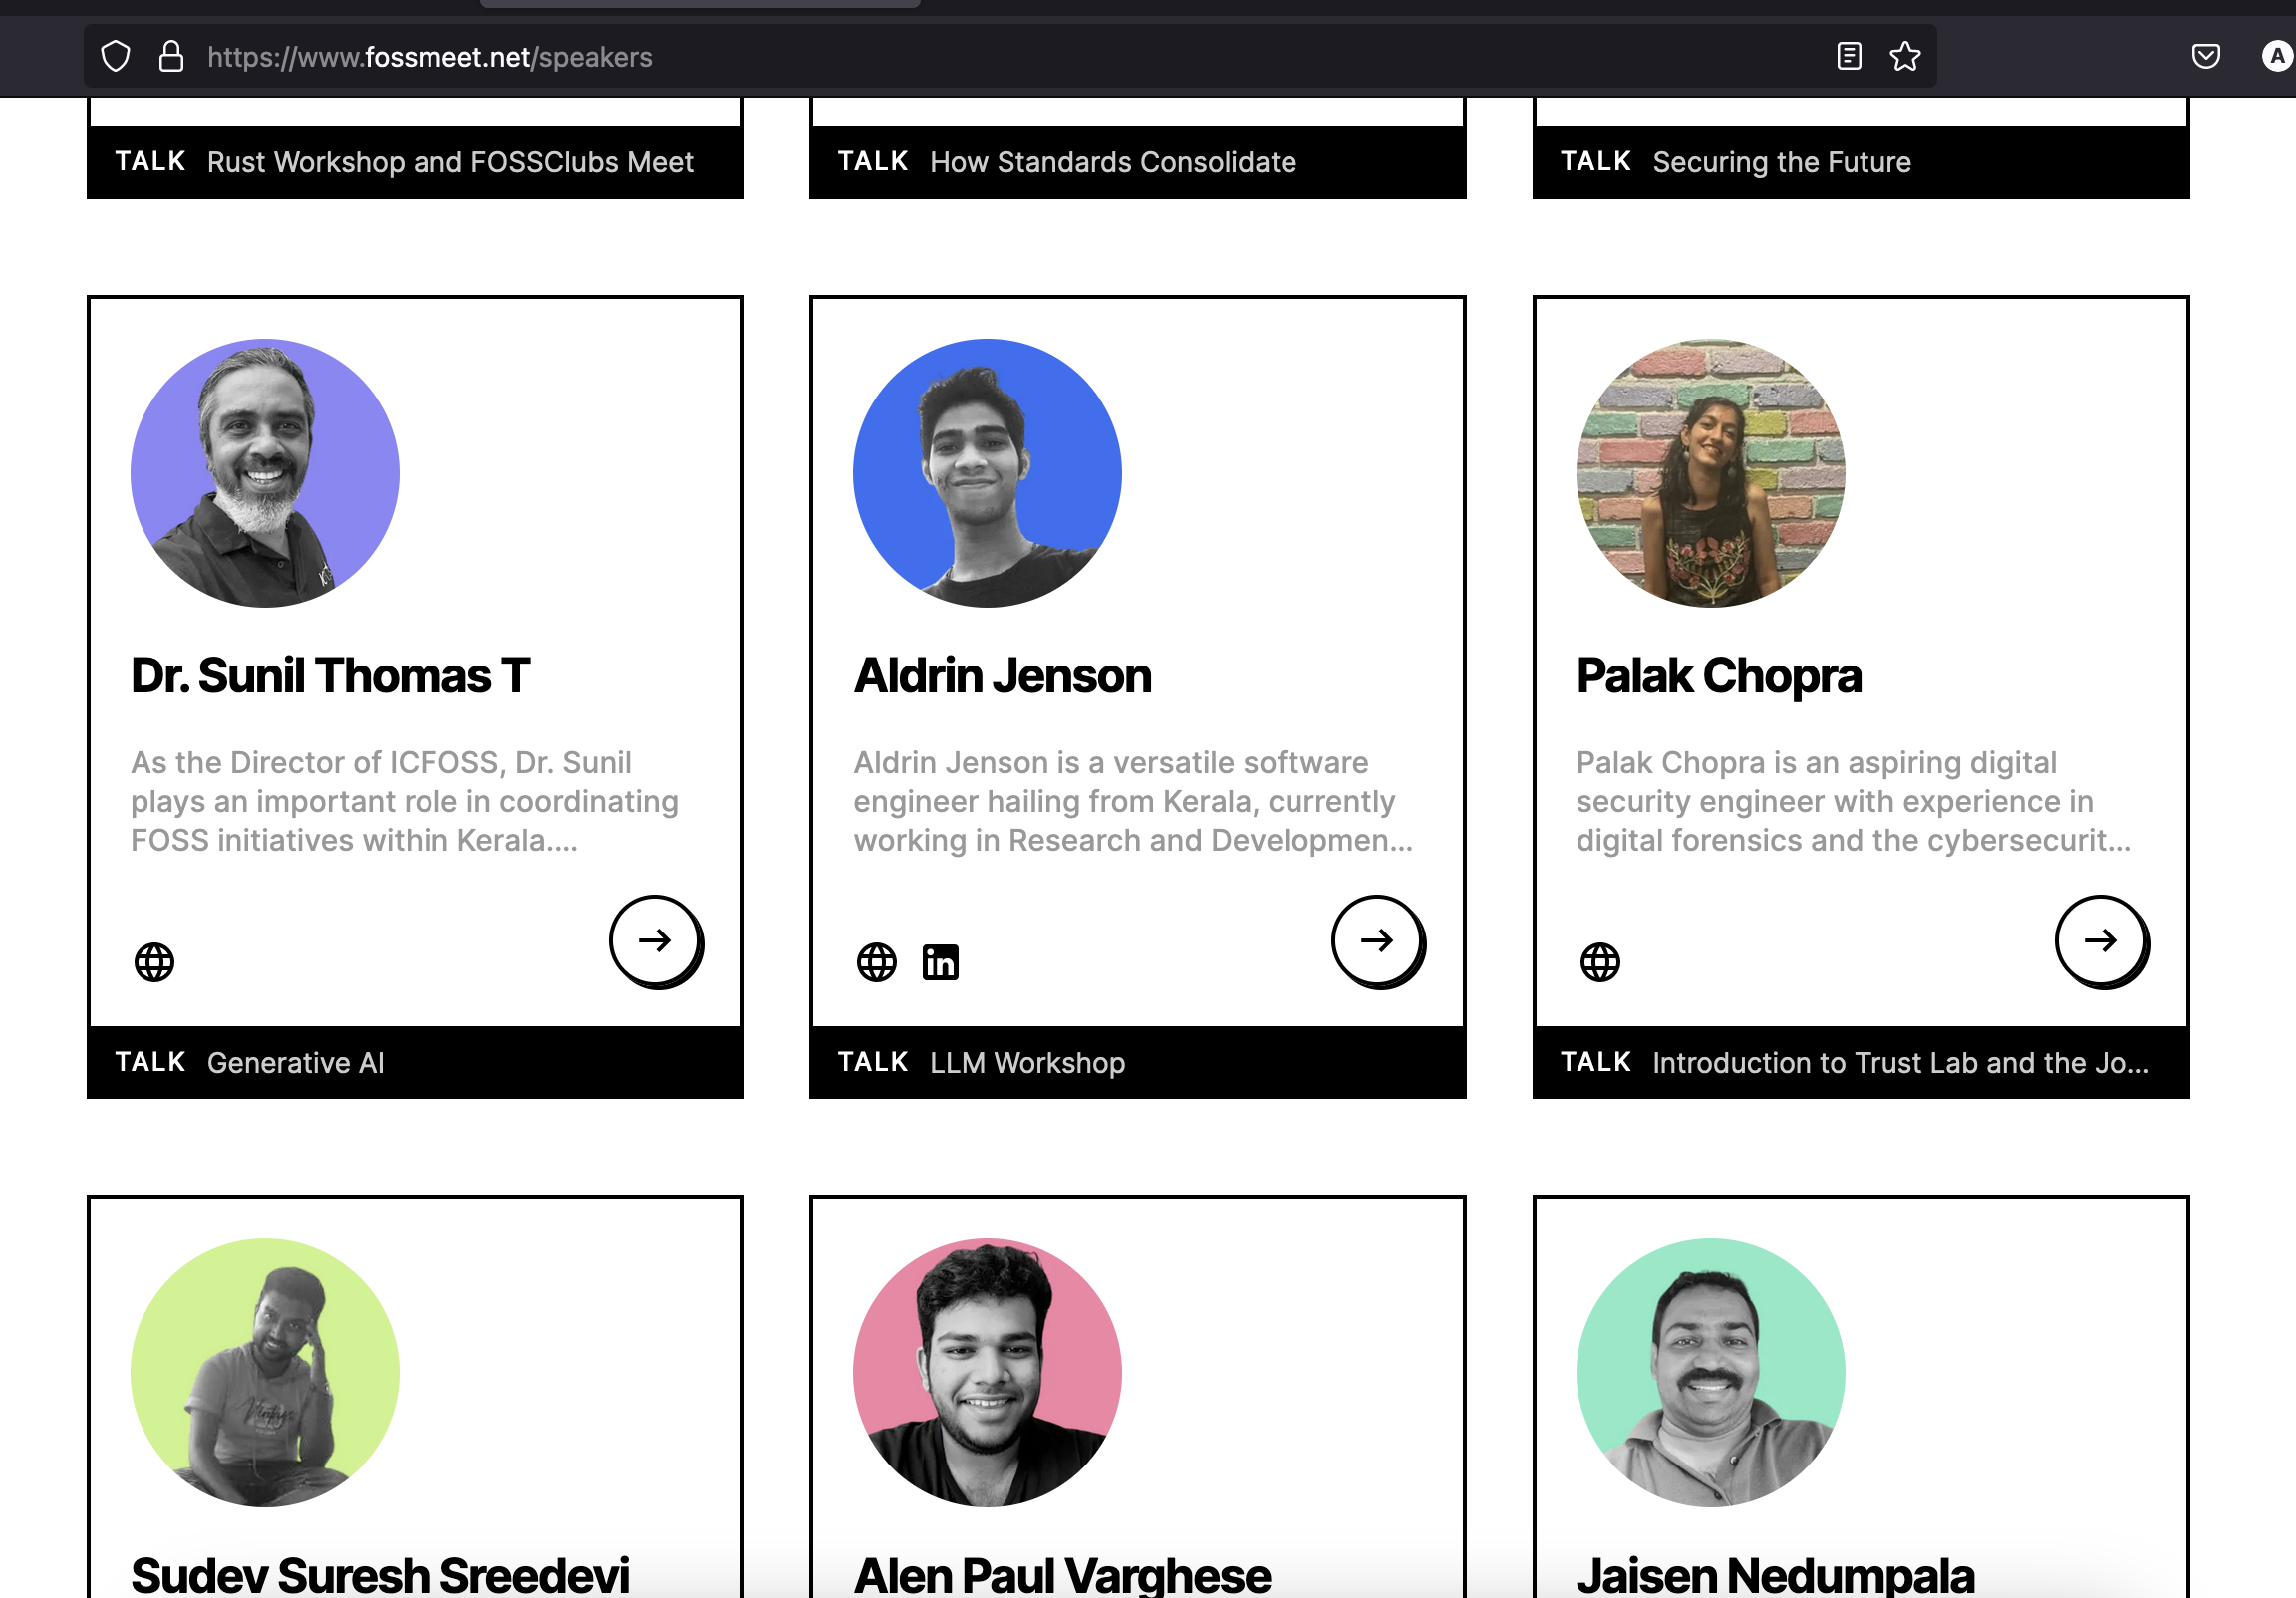 https://www.fossmeet.net/speakers
A
TALK Rust Workshop and FOSSClubs Meet
TALK How Standards Consolidate
TALK Securing the Future
Dr. Sunil Thomas T
As the Director of ICFOSS, Dr. Sunil
plays an important role in coordinating
FOSS initiatives within Kerala....
TALK Generative AI
Aldrin Jenson
Aldrin Jenson is a versatile software
engineer hailing from Kerala, currently
working in Research and Developmen...
in
TALK LLM Workshop
Palak Chopra
Palak Chopra is an aspiring digital
security engineer with experience in
digital forensics and the cybersecurit...
TALK Introduction to Trust Lab and the Jo...
Vintage
Sudev Suresh Sreedevi
Alen Paul Varghese
Jaisen Nedumpala